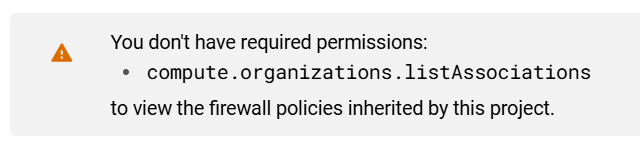 You don't have required permissions:
• compute.organizations.listAssociations
to view the firewall policies inherited by this project.